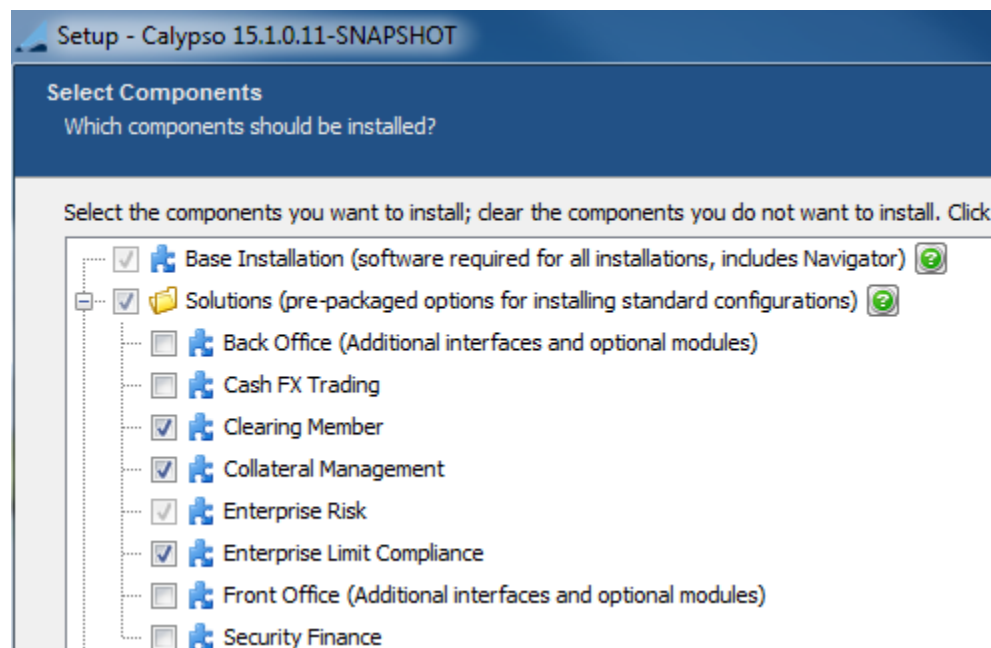 Setup - Calypso 15.1.0.11-SNAPSHOT
Select Components
Which components should be installed?
Select the components you want to install; clear the components you do not want to install. Click
Base Installation (software required for all installations, includes Navigator)
Solutions (pre-packaged options for installing standard configurations)
Back Office (Additional interfaces and optional modules)
Cash FX Trading
Clearing Member
Collateral Management
Enterprise Risk
Enterprise Limit Compliance
Front Office (Additional interfaces and optional modules)
Security Finance